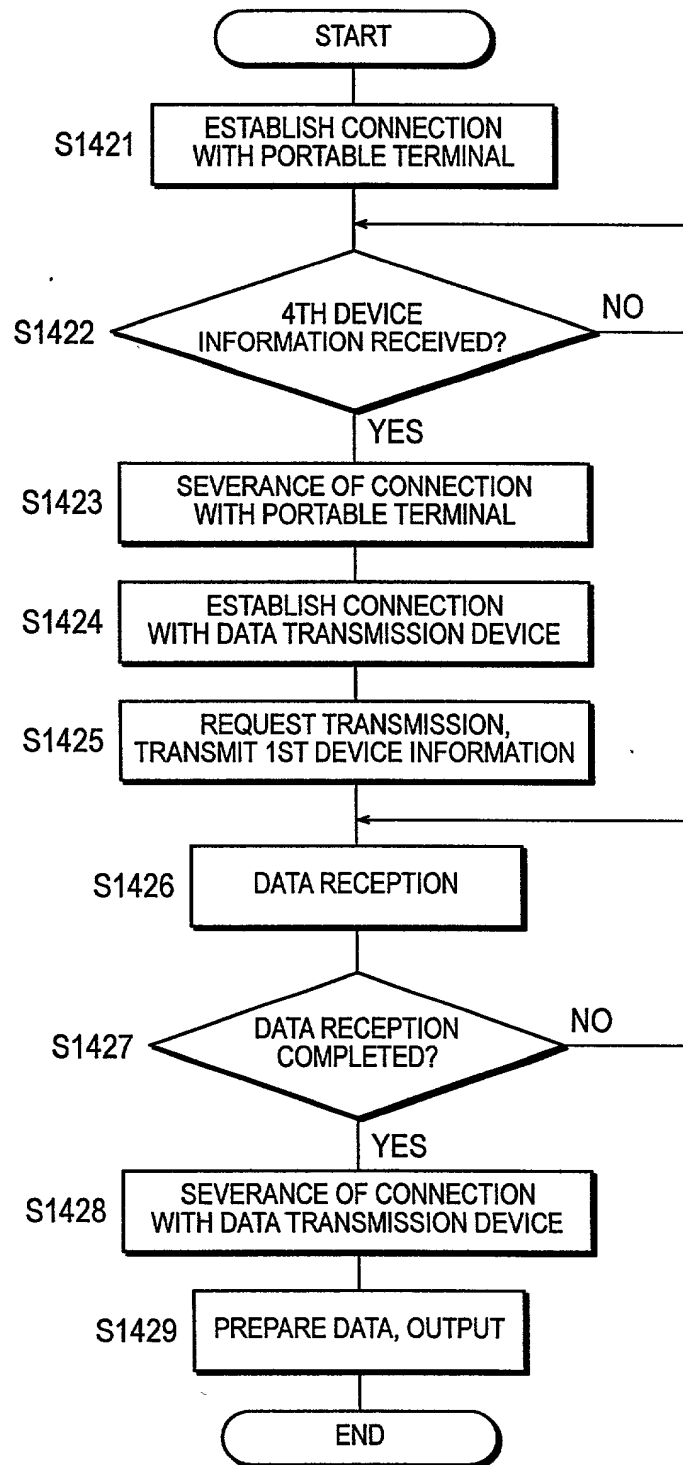 START
S1421
ESTABLISH CONNECTION
WITH PORTABLE TERMINAL
S1422
4TH DEVICE
INFORMATION RECEIVED?
NO
YES
S1423
SEVERANCE OF CONNECTION
WITH PORTABLE TERMINAL
S1424
ESTABLISH CONNECTION
WITH DATA TRANSMISSION DEVICE
S1425
REQUEST TRANSMISSION,
TRANSMIT 1ST DEVICE INFORMATION
S1426
DATA RECEPTION
S1427
DATA RECEPTION
COMPLETED?
NO
YES
S1428
SEVERANCE OF CONNECTION
WITH DATA TRANSMISSION DEVICE
S1429
PREPARE DATA, OUTPUT
END